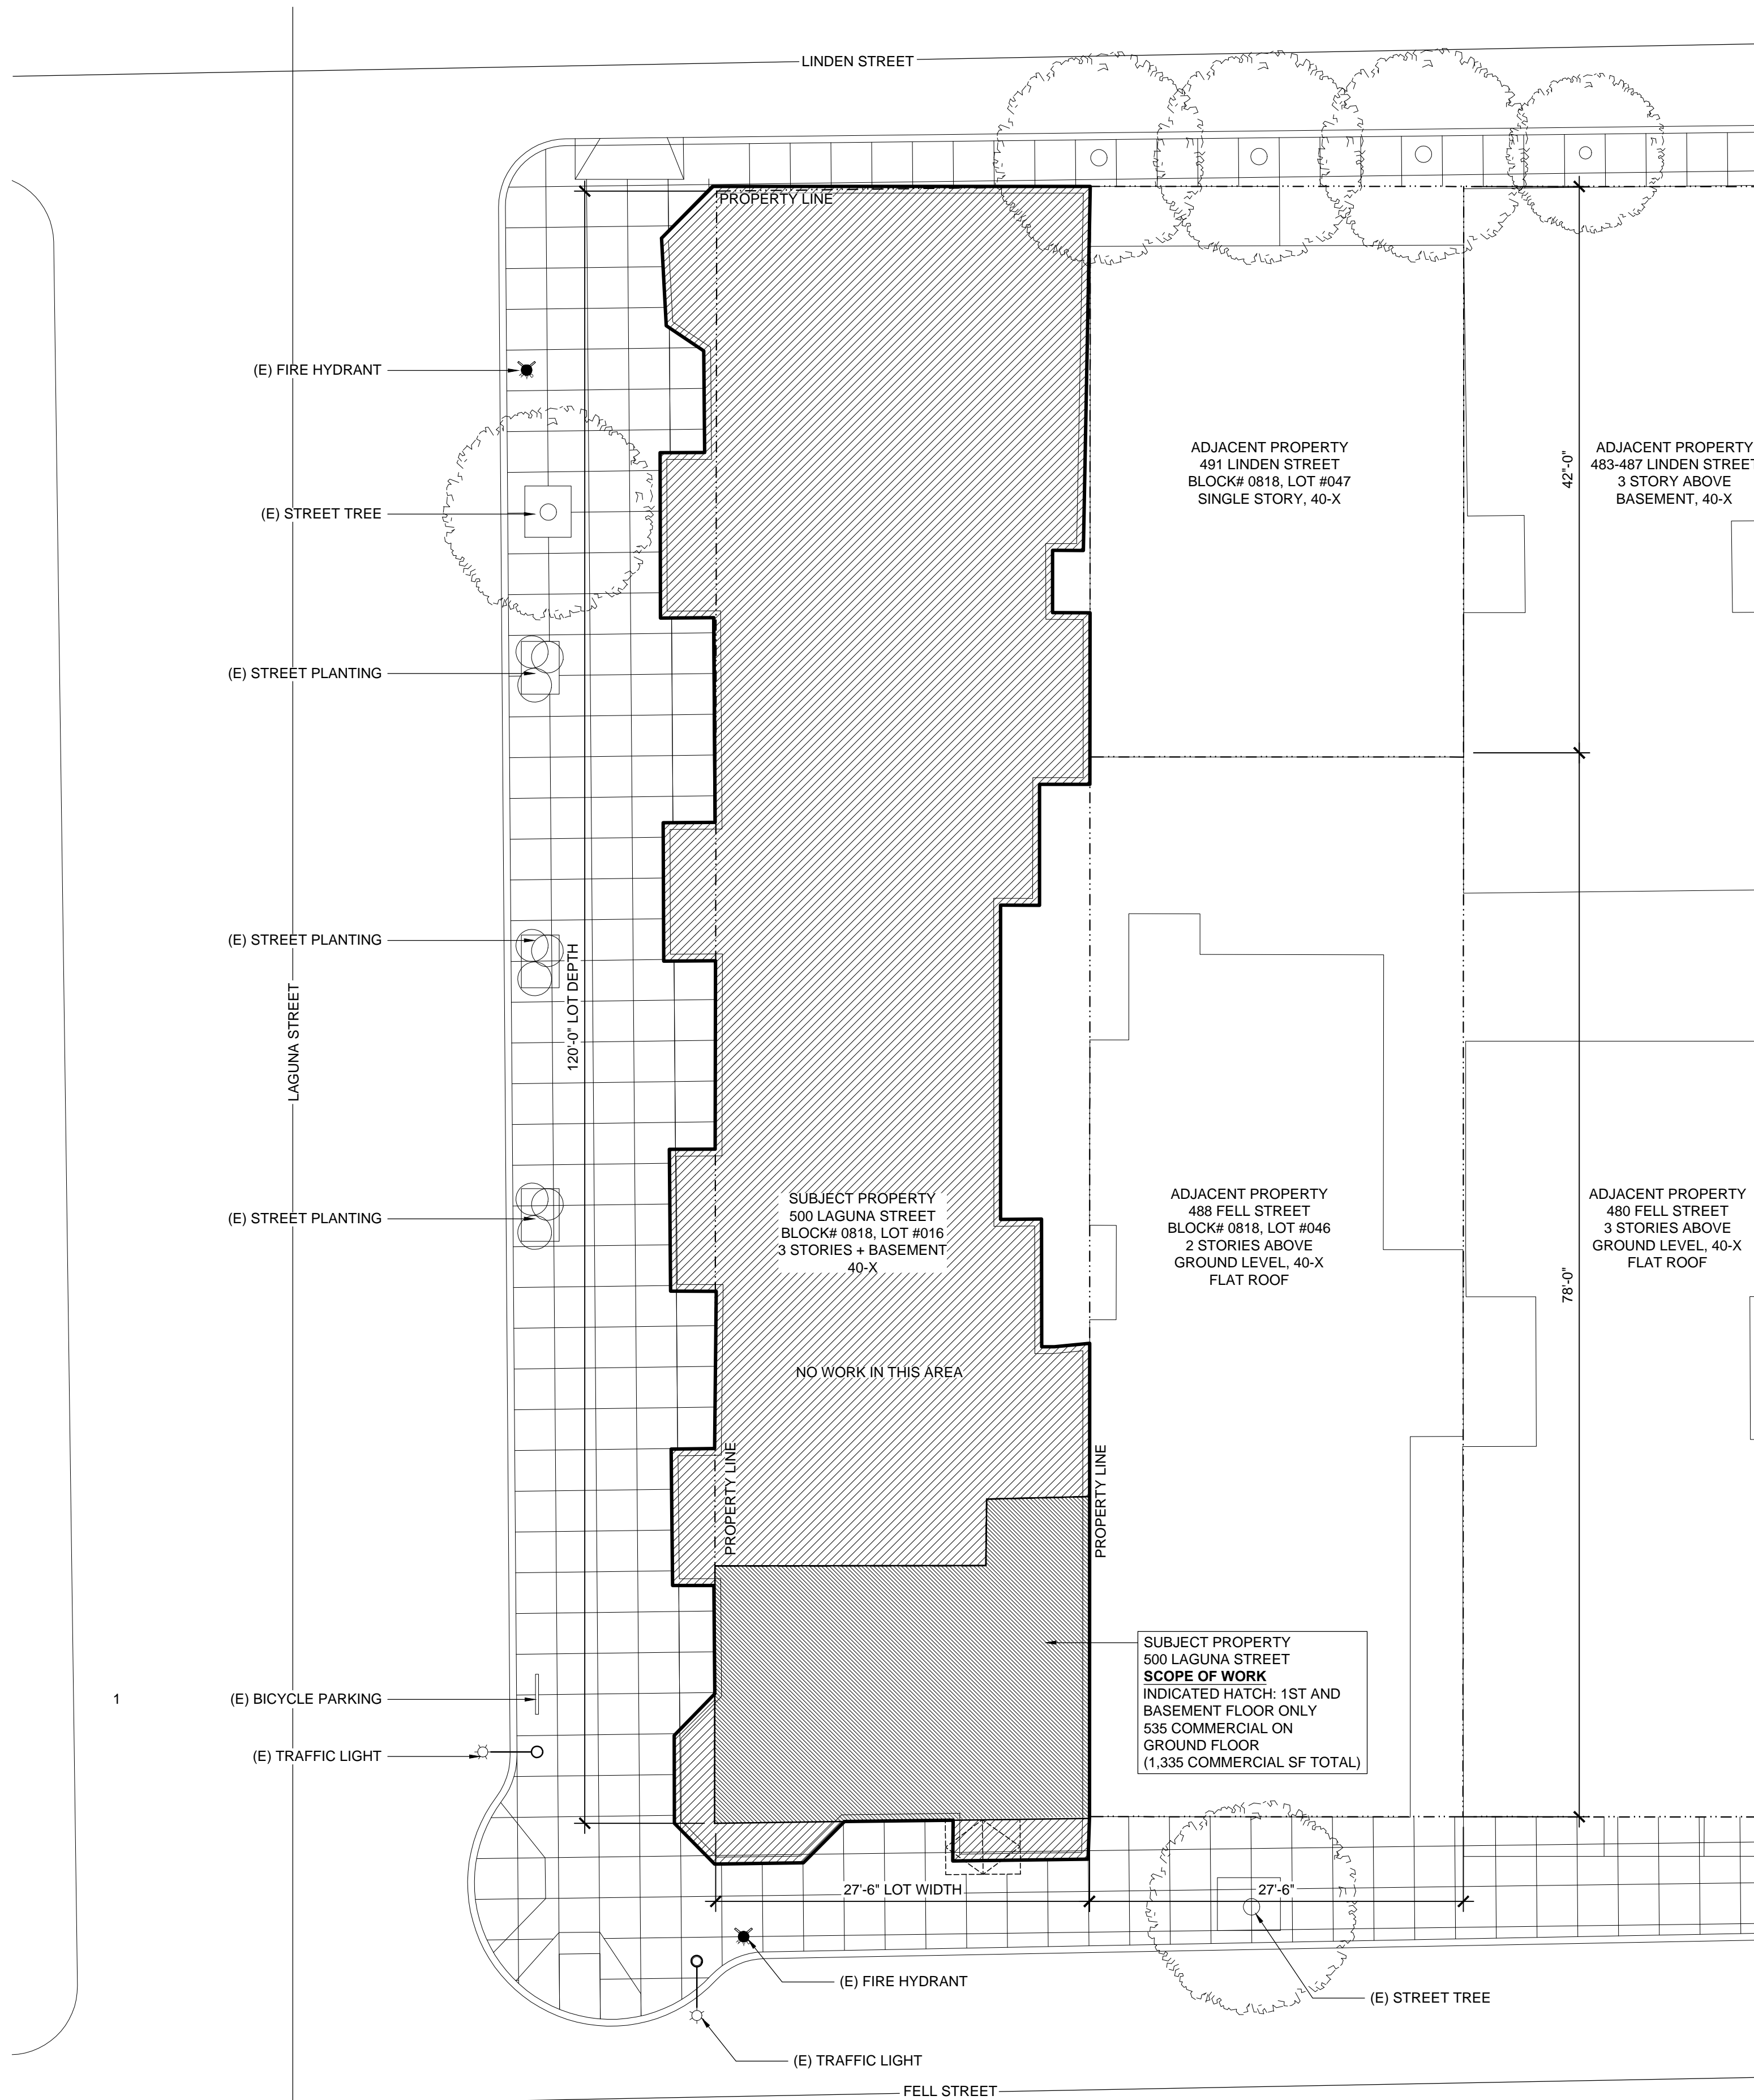 LINDEN STREET
PROPERTY LINE
(E) FIRE HYDRANT
ADJACENT PROPERTY
491 LINDEN STREET
BLOCK# 0818, LOT #047
SINGLE STORY, 40-X
ADJACENT PROPERTY
483-487 LINDEN STREET
3 STORY ABOVE
BASEMENT, 40-X
42"-0"
(E) STREET TREE
(E) STREET PLANTING
(E) STREET PLANTING
LAGUNA STREET
120'-0" LOT DEPTH
(E) STREET PLANTING
SUBJECT PROPERTY
500 LAGUNA STREET
BLOCK# 0818, LOT #016
3 STORIES + BASEMENT
40-X
ADJACENT PROPERTY
488 FELL STREET
BLOCK# 0818, LOT #046
2 STORIES ABOVE
GROUND LEVEL, 40-X
FLAT ROOF
ADJACENT PROPERTY
480 FELL STREET
3 STORIES ABOVE
GROUND LEVEL, 40-X
FLAT ROOF
78'-0"
NO WORK IN THIS AREA
PROPERTY LINE
PROPERTY LINE
SUBJECT PROPERTY
500 LAGUNA STREET
SCOPE OF WORK
INDICATED HATCH: 1ST AND
BASEMENT FLOOR ONLY
535 COMMERCIAL ON
GROUND FLOOR
(1,335 COMMERCIAL SF TOTAL)
1
(E) BICYCLE PARKING
(E) TRAFFIC LIGHT
27'-6" LOT WIDTH
27'-6"
(E) FIRE HYDRANT
(E) STREET TREE
(E) TRAFFIC LIGHT
FELL STREET